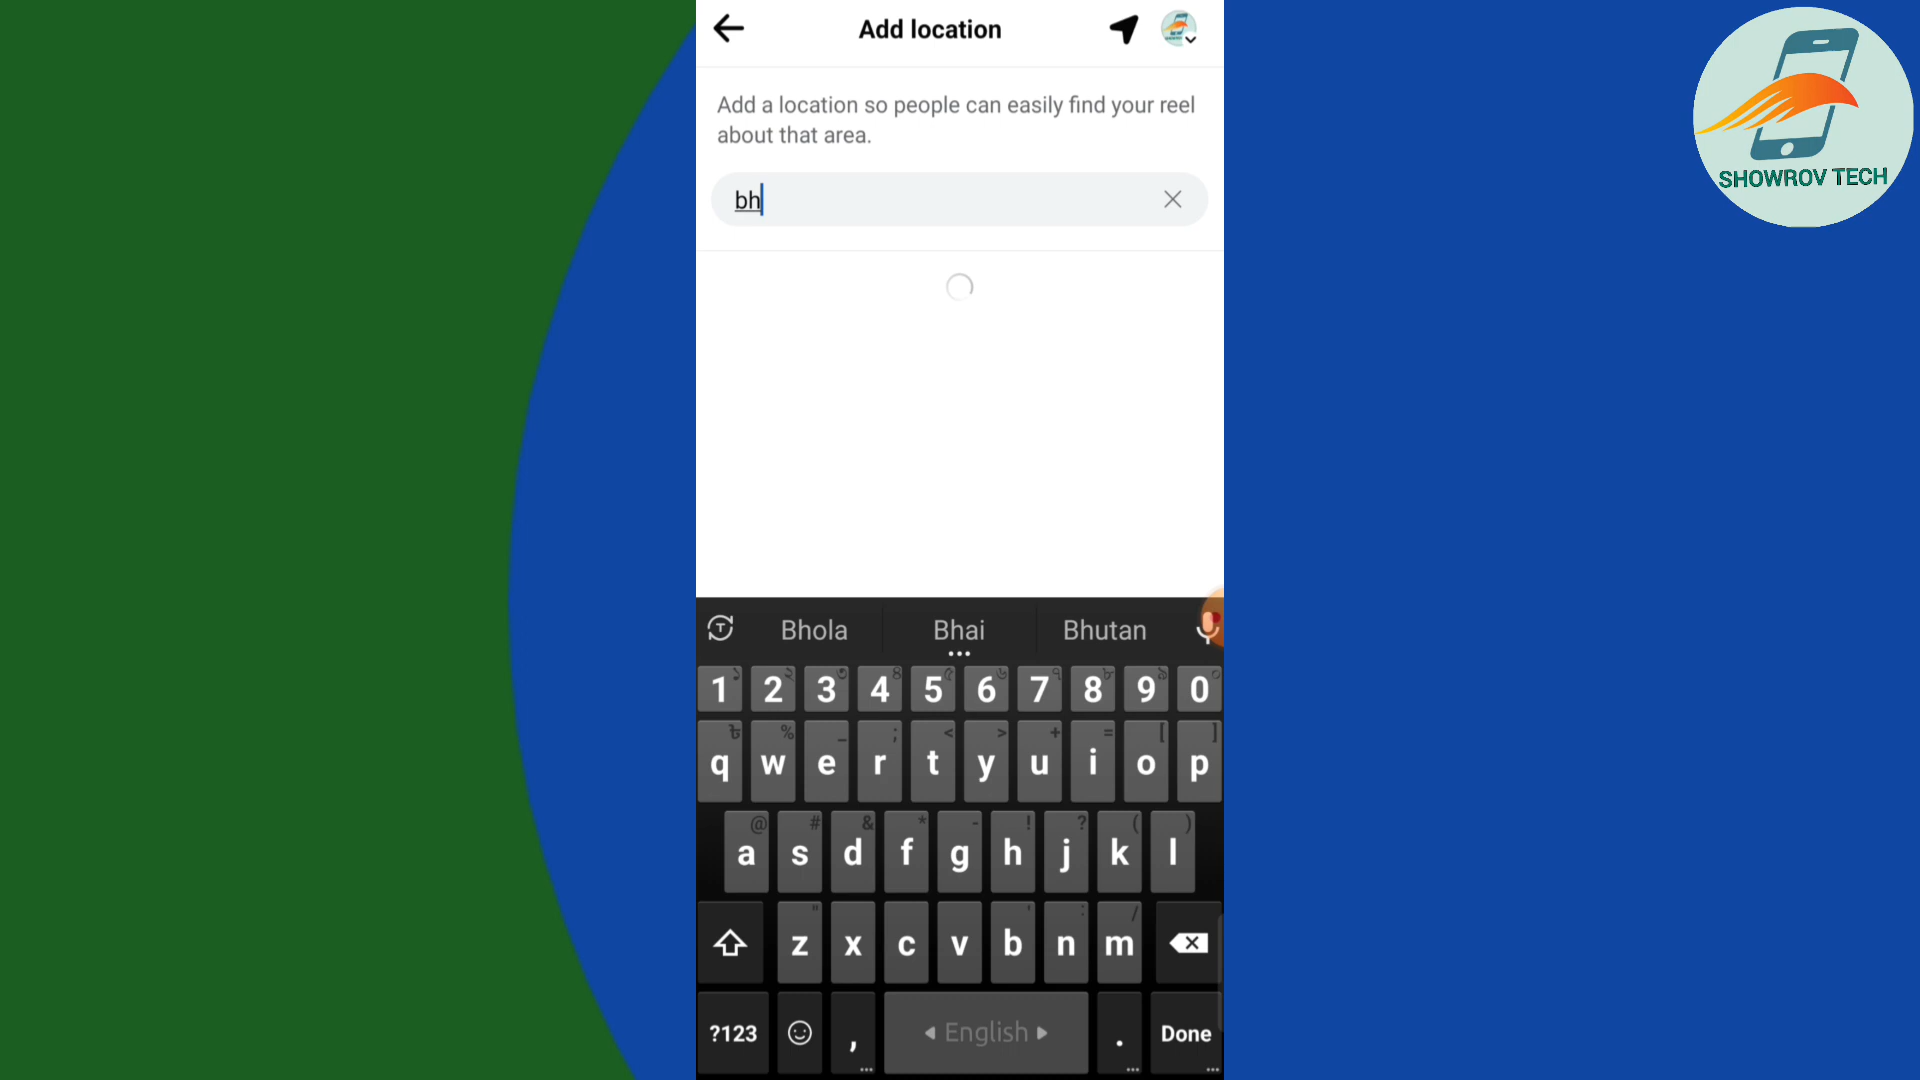 Add location
SHOWROV TECH
Add a location so people can easily find your reel
about that area.
bh
Bhola Bhai Bhutan
1 2 3 4 5 6 7 8 9 0
q w e r t y u i o p
a s d f g h j k l
z x c v b n m
?123 , English . Done